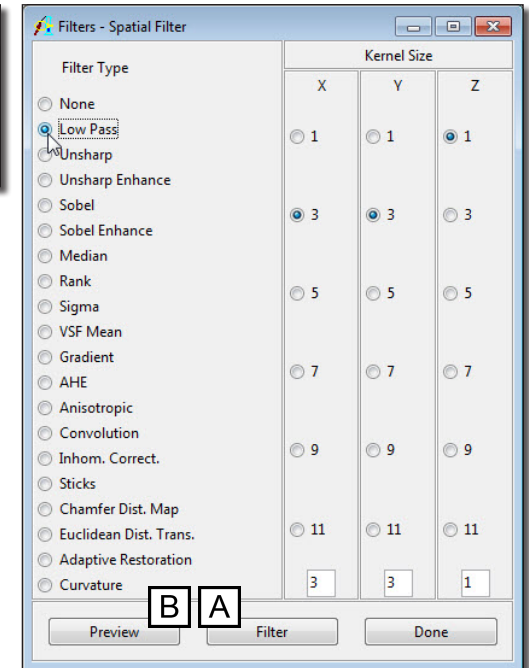 Filters - Spatial Filter
Filter Type
Kernel Size
X Y Z
None
Low Pass
Unsharp
Unsharp Enhance
Sobel
Sobel Enhance
Median
Rank
Sigma
VSF Mean
Gradient
AHE
Anisotropic
Convolution
Inhom. Correct.
Sticks
Chamfer Dist. Map
Euclidean Dist. Trans.
Adaptive Restoration
Curvature
1 1 1
3 3 3
5 5 5
7 7 7
9 9 9
11 11 11
3 3 1
B A
Preview Filter Done